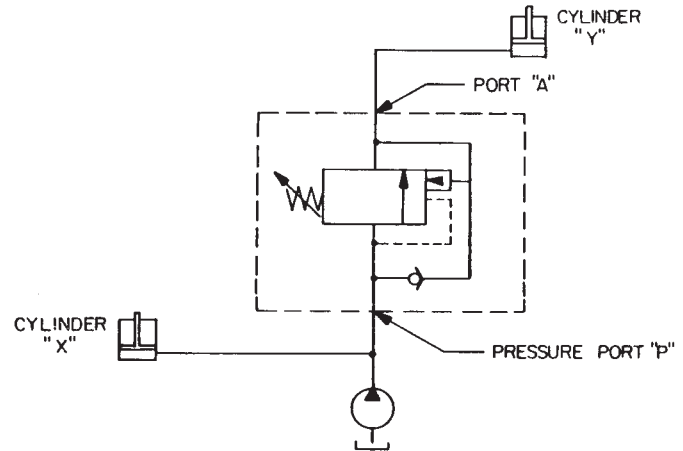 CYLINDER
"Y"
PORT "A"
CYLINDER
"X"
PRESSURE PORT "P"